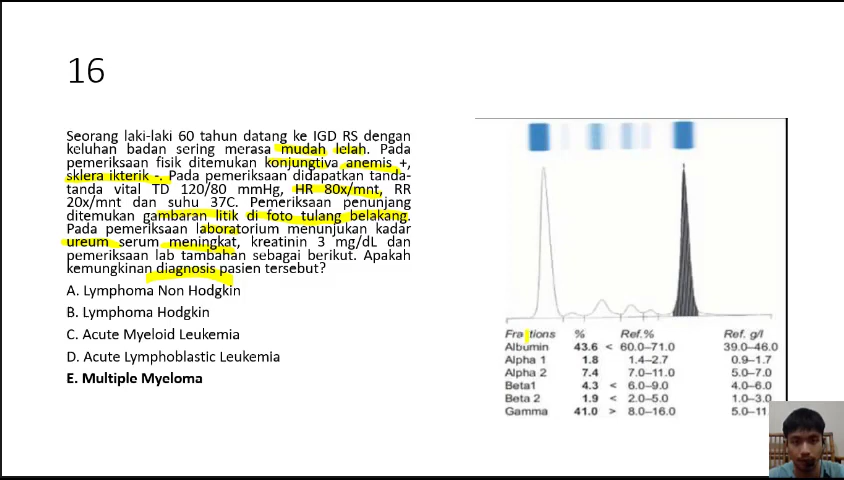 16
Seorang laki-laki 60 tahun datang ke IGD RS dengan
keluhan badan sering merasa mudah lelah. Pada
pemeriksaan fisik ditemukan konjungtiva anemis +,
sklera ikterik -. Pada pemeriksaan didapatkan tanda-
tanda vital TD 120/80 mmHg, HR 80x/mnt, RR
20x/mnt dan suhu 37C. Pemeriksaan penunjang
ditemukan gambaran litik di foto tulang belakang.
Pada pemeriksaan laboratorium menunjukan kadar
ureum serum meningkat, kreatinin 3 mg/dL dan
pemeriksaan lab tambahan sebagai berikut. Apakah
kemungkinan diagnosis pasien tersebut?
A. Lymphoma Non Hodgkin
B. Lymphoma Hodgkin
C. Acute Myeloid Leukemia
D. Acute Lymphoblastic Leukemia
E. Multiple Myeloma
Fractions % Ref.% Ref. g/l
Albumin 43.6 < 60.0–71.0 39.0–46.0
Alpha 1 1.8 1.4–2.7 0.9–1.7
Alpha 2 7.4 7.0–11.0 5.0–7.0
Beta1 4.3 < 6.0–9.0 4.0–6.0
Beta 2 1.9 < 2.0–5.0 1.0–3.0
Gamma 41.0 > 8.0–16.0 5.0–11